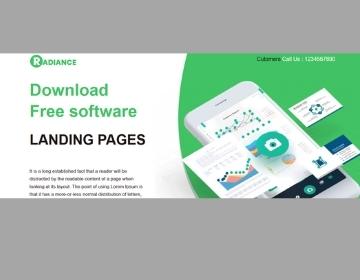 RADIANCE
Cutomers Call Us : 1234567890
Download
Free software
LANDING PAGES
It is a long established fact that a reader will be
distracted by the readable content of a page when
looking at its layout. The point of using Lorem Ipsum is
that it has a more-or-less normal distribution of letters,